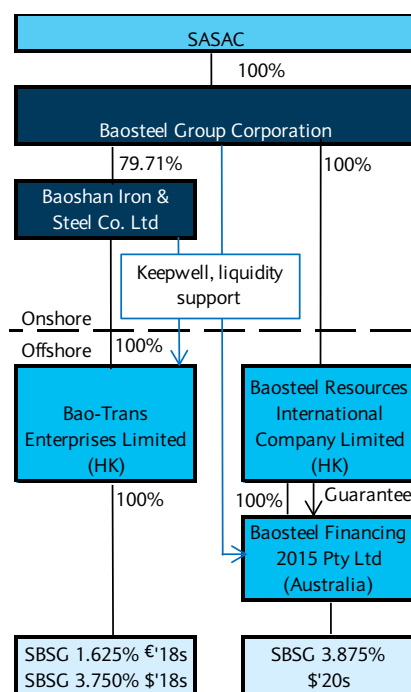 SASAC
100%
Baosteel Group Corporation
79.71%
100%
Baoshan Iron &
Steel Co. Ltd
Keepwell, liquidity
support
Onshore
Offshore
100%
Bao-Trans
Enterprises Limited
(HK)
Baosteel Resources
International
Company Limited
(HK)
100%
100%
Guarantee
Baosteel Financing
2015 Pty Ltd
(Australia)
SBSG 1.625% €'18s
SBSG 3.750% $'18s
SBSG 3.875%
$'20s